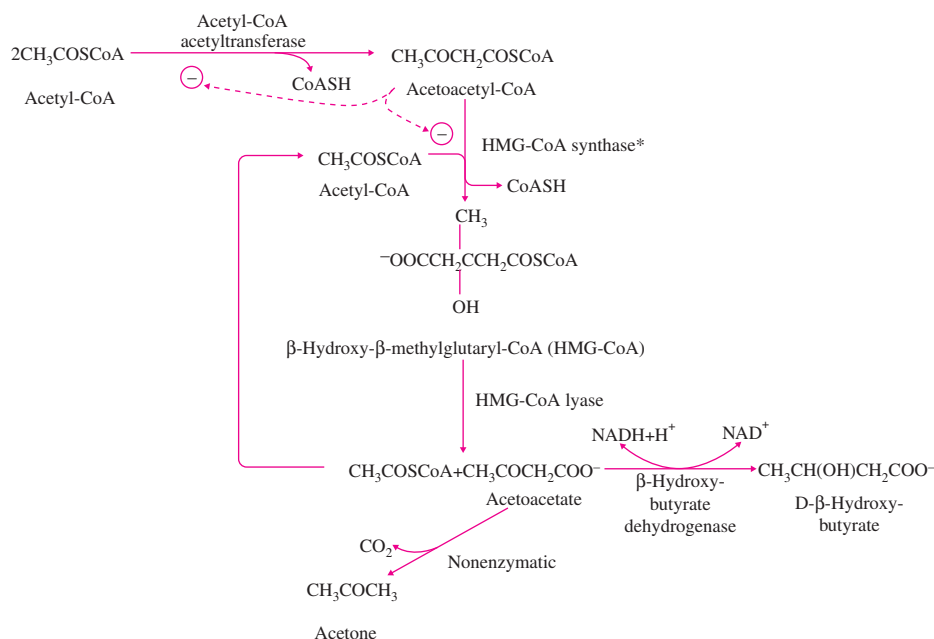 Acetyl-CoA
acetyltransferase
2CH₃COSCoA
CH₃COCH₂COSCoA
CoASH
−
Acetyl-CoA
Acetoacetyl-CoA
−
HMG-CoA synthase*
CH₃COSCoA
Acetyl-CoA
CoASH
CH₃
⁻OOCCH₂CCH₂COSCoA
OH
β-Hydroxy-β-methylglutaryl-CoA (HMG-CoA)
HMG-CoA lyase
NADH+H⁺
NAD⁺
CH₃COSCoA+CH₃COCH₂COO⁻
CH₃CH(OH)CH₂COO⁻
Acetoacetate
β-Hydroxy-
butyrate
dehydrogenase
D-β-Hydroxy-
butyrate
CO₂
Nonenzymatic
CH₃COCH₃
Acetone